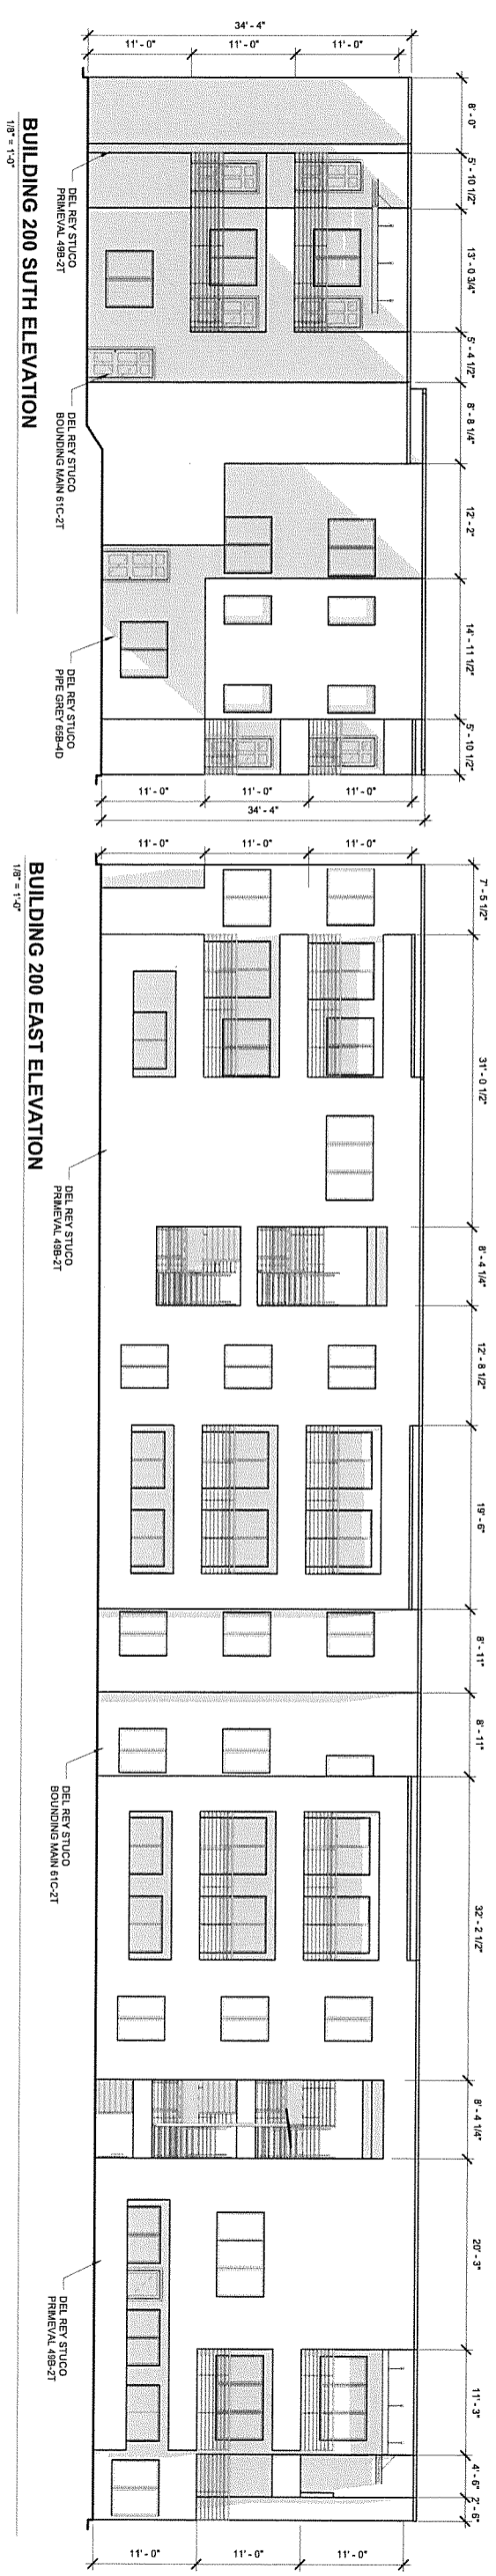 34' - 4"
11' - 0"
11' - 0"
11' - 0"
8' - 0"
5' - 10 1/2"
13' - 0 3/4"
5' - 4 1/2"
8' - 8 1/4"
12' - 2"
14' - 11 1/2"
5' - 10 1/2"
11' - 0"
11' - 0"
11' - 0"
34' - 4"
DEL REY STUCO
PRIMEVAL 49B-2T
DEL REY STUCO
BOUNDING MAIN 61C-2T
DEL REY STUCO
PIPE GREY 65B-4D
BUILDING 200 SUTH ELEVATION
1/8" = 1'-0"
11' - 0"
11' - 0"
11' - 0"
7' - 5 1/2"
31' - 0 1/2"
8' - 4 1/4"
12' - 8 1/2"
19' - 6"
8' - 11"
8' - 11"
32' - 2 1/2"
8' - 4 1/4"
20' - 3"
11' - 3"
4' - 6"
2' - 6"
11' - 0"
11' - 0"
11' - 0"
DEL REY STUCO
PRIMEVAL 49B-2T
DEL REY STUCO
BOUNDING MAIN 61C-2T
DEL REY STUCO
PRIMEVAL 49B-2T
BUILDING 200 EAST ELEVATION
1/8" = 1'-0"